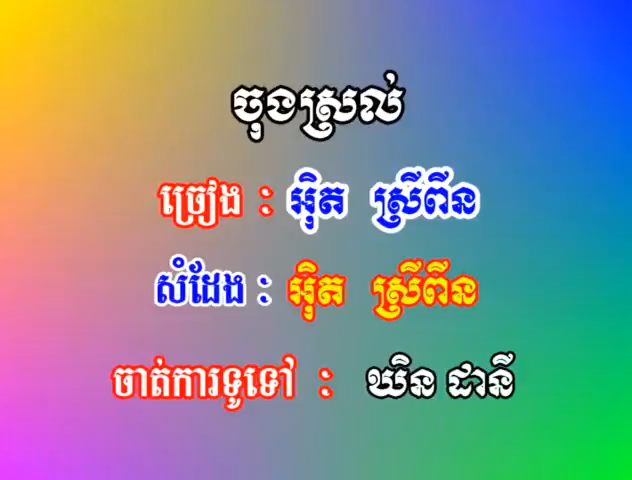 ចុងស្រល់
ច្រៀង : អ៊ិត ស្រីពីន
សំដែង : អ៊ិត ស្រីពីន
ចាត់ការទូទៅ : ឃិន ដានី